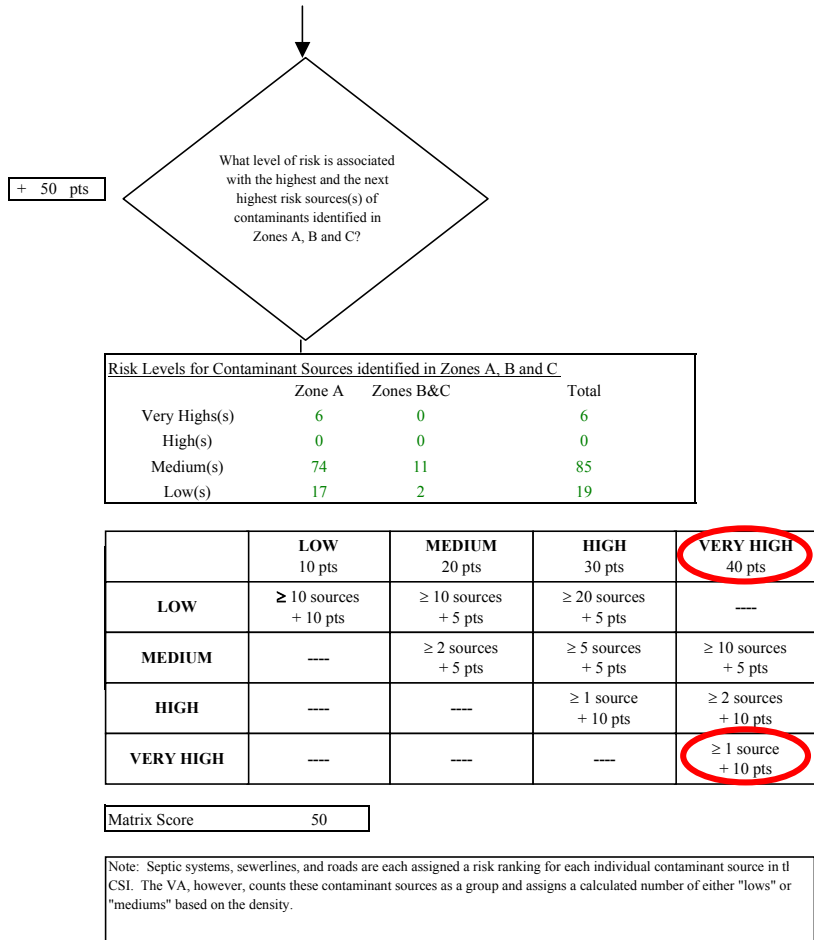 What level of risk is associated
with the highest and the next
+ 50 pts
highest risk sources(s) of
contaminants identified in
Zones A, B and C?
Risk Levels for Contaminant Sources identified in Zones A, B and C
Zone A Zones B&C Total
Very Highs(s) 6 0 6
High(s) 0 0 0
Medium(s) 74 11 85
Low(s) 17 2 19
LOW MEDIUM HIGH VERY HIGH
10 pts 20 pts 30 pts 40 pts
LOW ≥ 10 sources ≥ 10 sources ≥ 20 sources ----
+ 10 pts + 5 pts + 5 pts
MEDIUM ---- ≥ 2 sources ≥ 5 sources ≥ 10 sources
+ 5 pts + 5 pts + 5 pts
HIGH ---- ---- ≥ 1 source ≥ 2 sources
+ 10 pts + 10 pts
VERY HIGH ---- ---- ---- ≥ 1 source
+ 10 pts
Matrix Score 50
Note: Septic systems, sewerlines, and roads are each assigned a risk ranking for each individual contaminant source in th
CSI. The VA, however, counts these contaminant sources as a group and assigns a calculated number of either "lows" or
"mediums" based on the density.